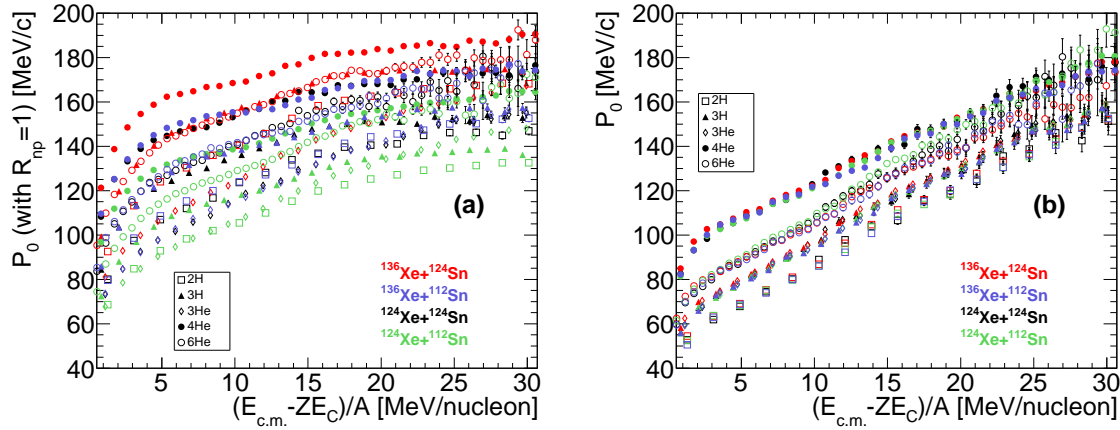 P0 (with Rnp=1) [MeV/c]
200
180
160
140
120
100
80
60
40
(a)
2H
3H
3He
4He
6He
136Xe+124Sn
136Xe+112Sn
124Xe+124Sn
124Xe+112Sn
5 10 15 20 25 30
(Ec.m.-ZEC)/A [MeV/nucleon]
P0 [MeV/c]
200
180
160
140
120
100
80
60
40
2H
3H
3He
4He
6He
(b)
136Xe+124Sn
136Xe+112Sn
124Xe+124Sn
124Xe+112Sn
5 10 15 20 25 30
(Ec.m.-ZEC)/A [MeV/nucleon]